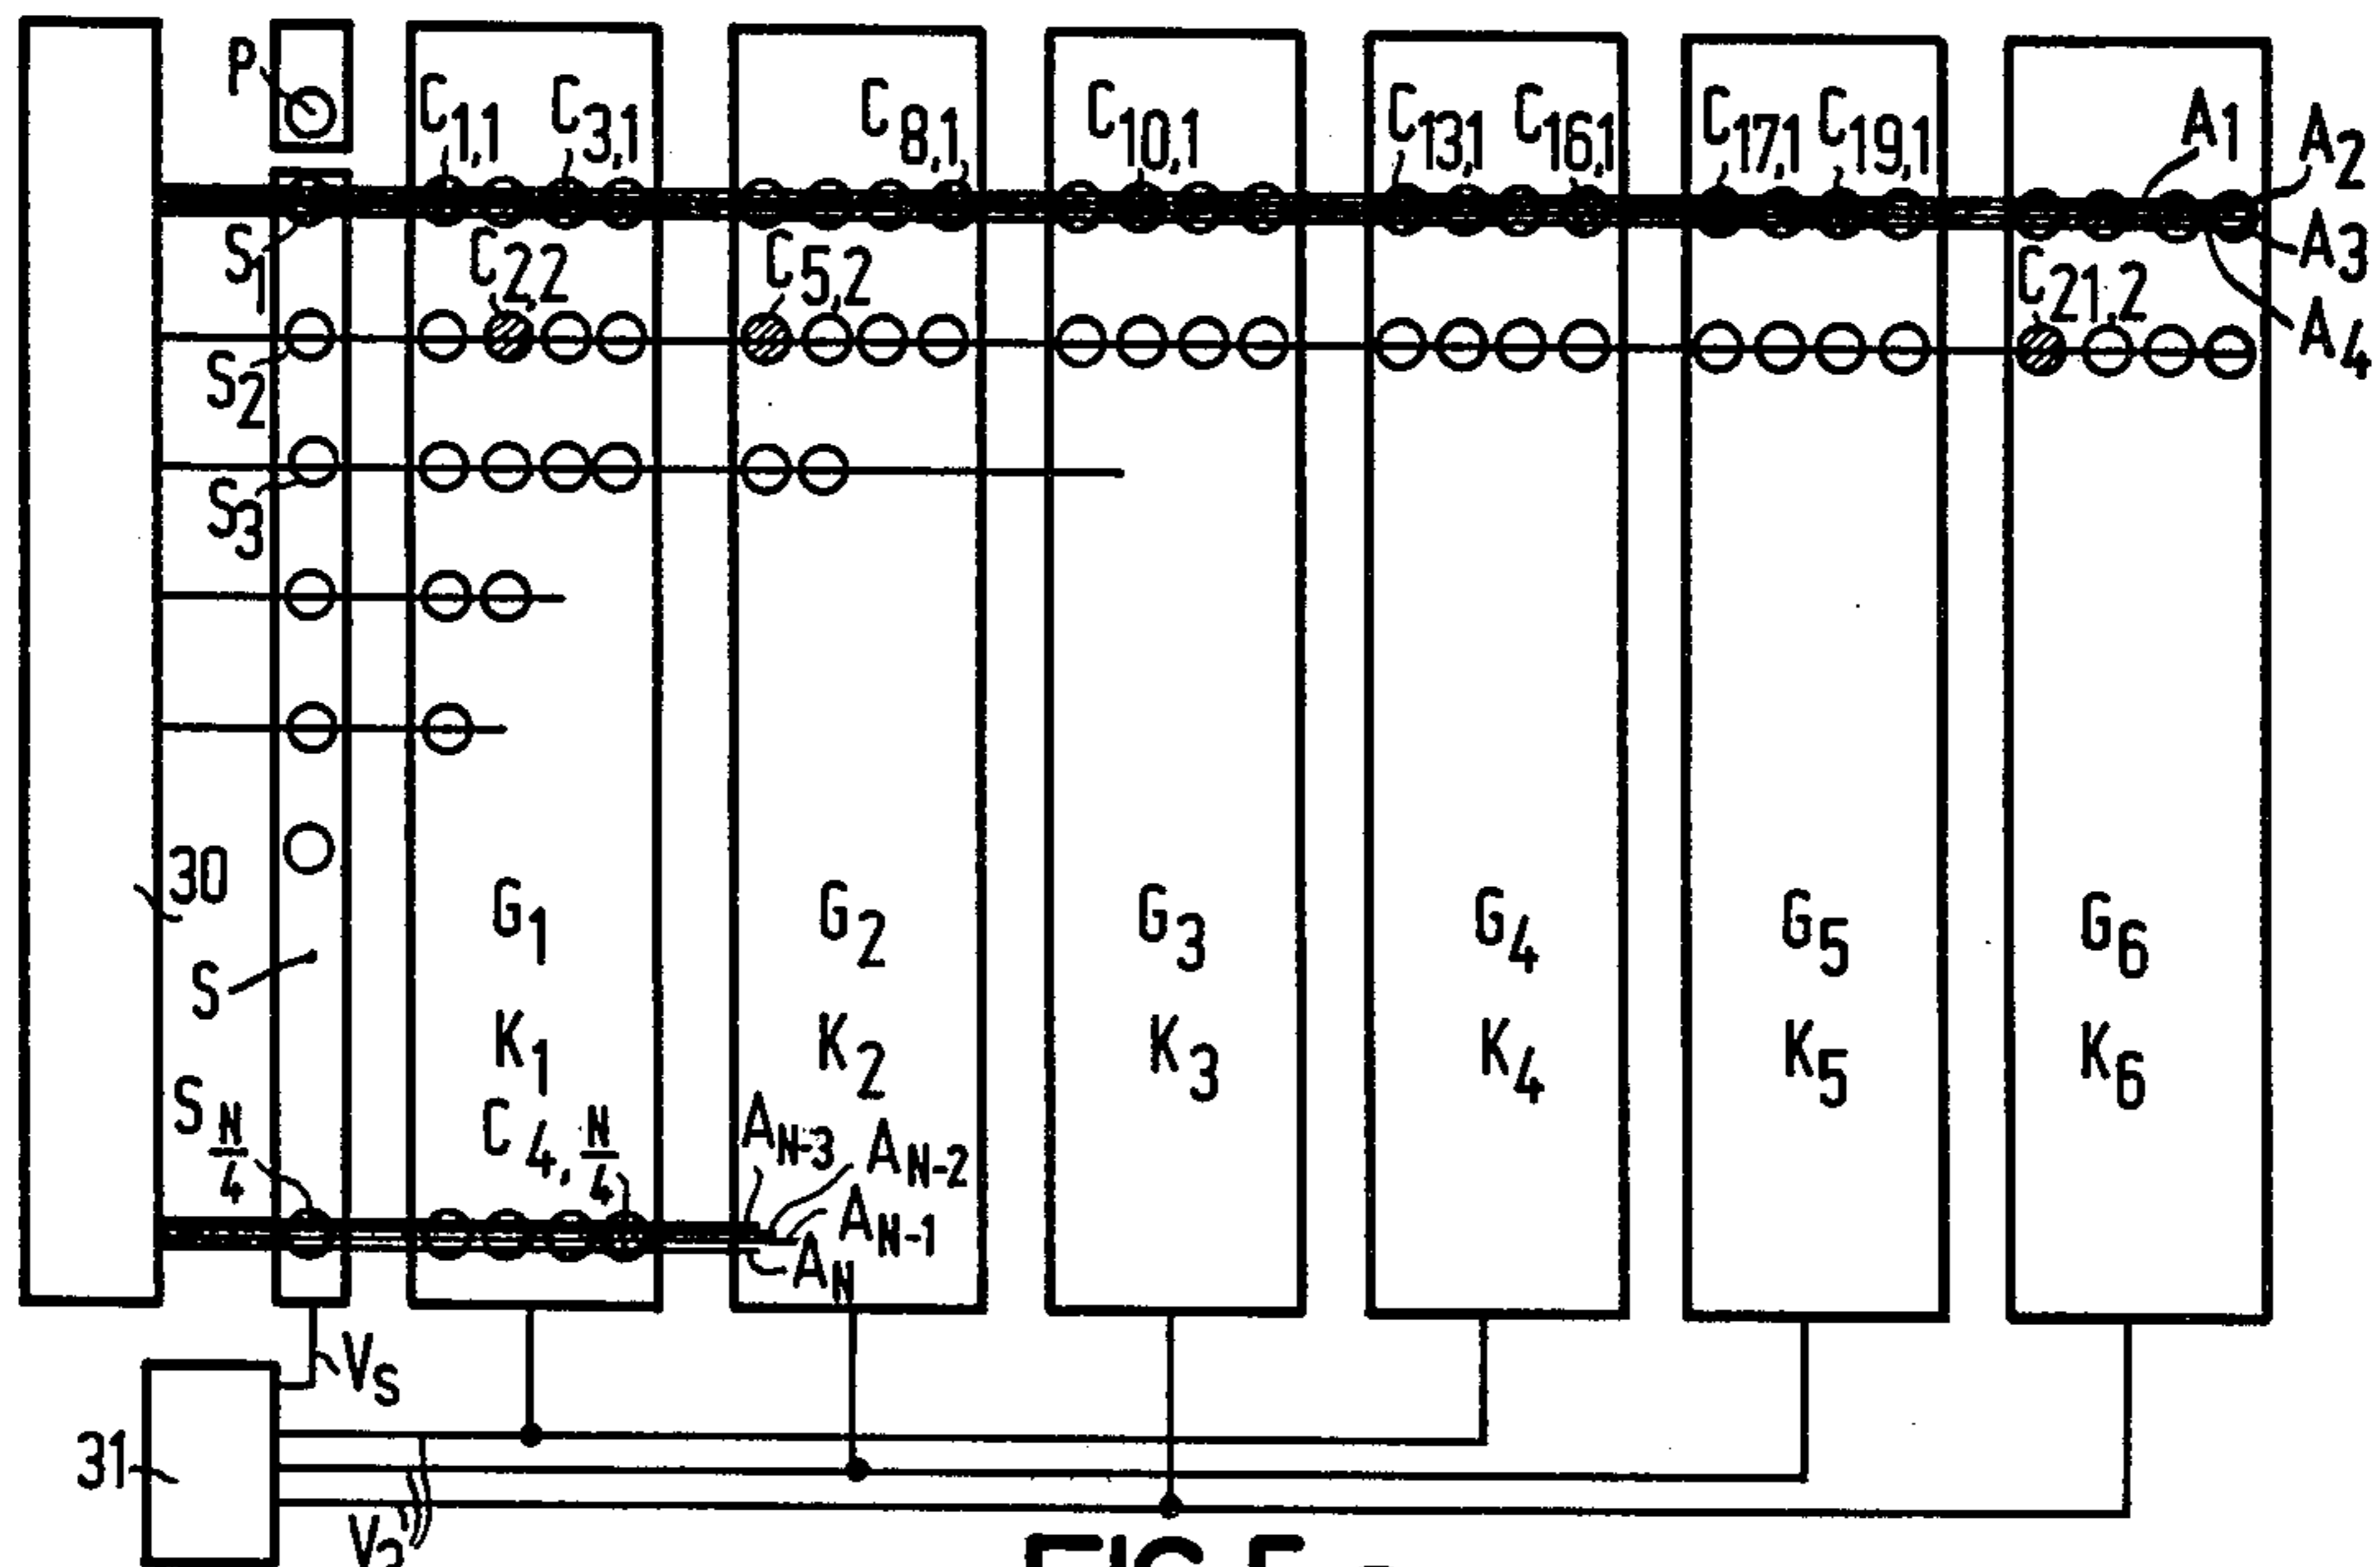 P
C1,1 C3,1 C8,1 C10,1 C13,1 C16,1 C17,1 C19,1 A1 A2
S1 C2,2 C5,2 C21,2 A3
S2 A4
S3
30
G1 G2 G3 G4 G5 G6
S
K1 K2 K3 K4 K5 K6
S N/4 C4, N/4 AN-3 AN-2
AN-1
AN
VS
31